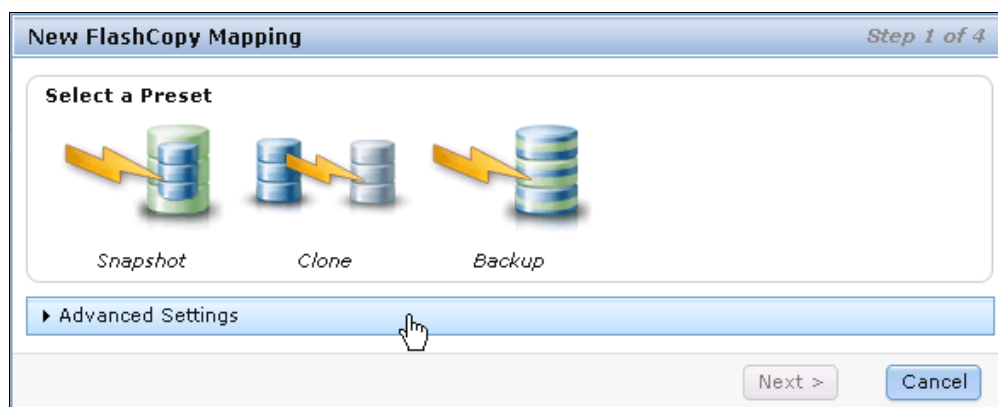 New FlashCopy Mapping Step 1 of 4
Select a Preset
Snapshot Clone Backup
Advanced Settings
Next > Cancel